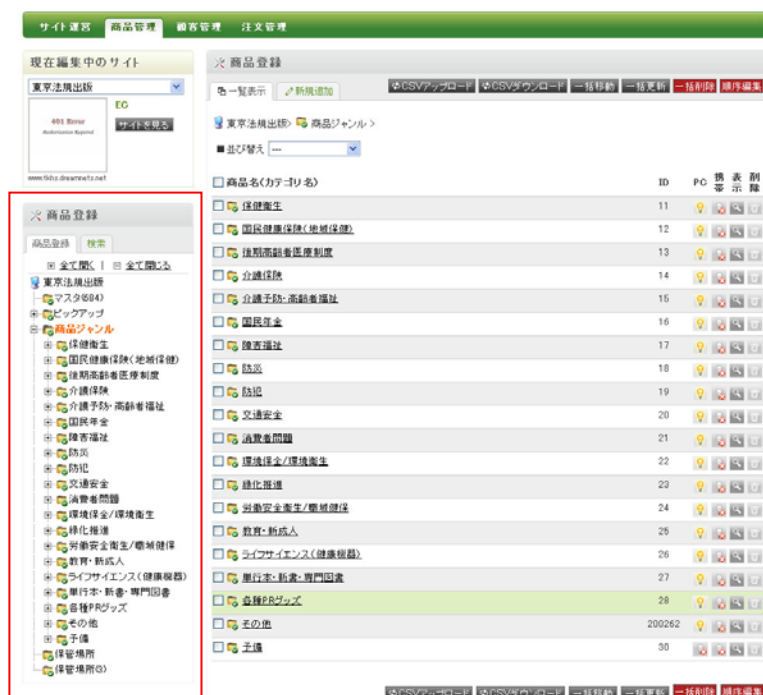 サイト運営 商品管理 顧客管理 注文管理
現在編集中のサイト
東京法規出版
EC
401 Error
Authorization Required
サイトを見る
www.tkhs.dreamnets.net
商品登録
商品登録 検索
全て開く | 全て閉じる
東京法規出版
マスタ(684)
ピックアップ
商品ジャンル
保健衛生
国民健康保険(地域保健)
後期高齢者医療制度
介護保険
介護予防・高齢者福祉
国民年金
障害福祉
防災
防犯
交通安全
消費者問題
環境保全/環境衛生
緑化推進
労働安全衛生/職域健保
教育・新成人
ライフサイエンス(健康機器)
単行本・新書・専門図書
各種PRグッズ
その他
予備
保管場所
保管場所(3)
商品登録
一覧表示 新規追加
CSVアップロード CSVダウンロード 一括移動 一括更新 一括削除 順序編集
東京法規出版> 商品ジャンル >
■並び替え ---
商品名(カテゴリ名) ID PC 携帯 表示 削除
保健衛生 11
国民健康保険(地域保健) 12
後期高齢者医療制度 13
介護保険 14
介護予防・高齢者福祉 15
国民年金 16
障害福祉 17
防災 18
防犯 19
交通安全 20
消費者問題 21
環境保全/環境衛生 22
緑化推進 23
労働安全衛生/職域健保 24
教育・新成人 25
ライフサイエンス(健康機器) 26
単行本・新書・専門図書 27
各種PRグッズ 28
その他 200262
予備 30
CSVアップロード CSVダウンロード 一括移動 一括更新 一括削除 順序編集